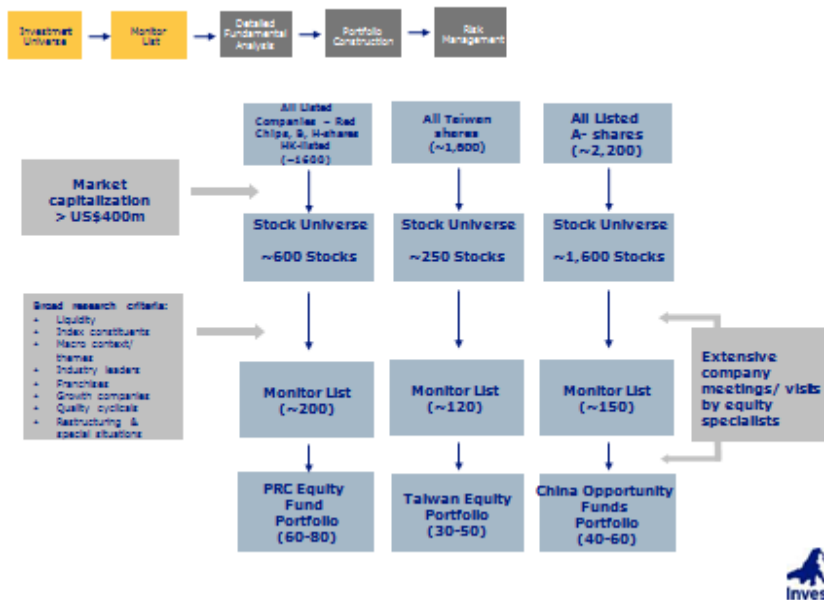 Investment
Universe
Monitor
List
Detailed
Fundamental
Analysis
Portfolio
Construction
Risk
Management
All Listed
Companies – Red
Chips, B, H-shares
HK-listed
(~1600)
All Taiwan
shares
(~1,600)
All Listed
A- shares
(~2,200)
Market
capitalization
> US$400m
Stock Universe
~600 Stocks
Stock Universe
~250 Stocks
Stock Universe
~1,600 Stocks
Broad research criteria:
+ Liquidity
+ Index constituents
+ Macro context/
themes
+ Industry leaders
+ Franchises
+ Growth companies
+ Quality cyclicals
+ Restructuring &
special situations
Extensive
company
meetings/ visits
by equity
specialists
Monitor List
(~200)
Monitor List
(~120)
Monitor List
(~150)
PRC Equity
Fund
Portfolio
(60-80)
Taiwan Equity
Portfolio
(30-50)
China Opportunity
Funds
Portfolio
(40-60)
Inves